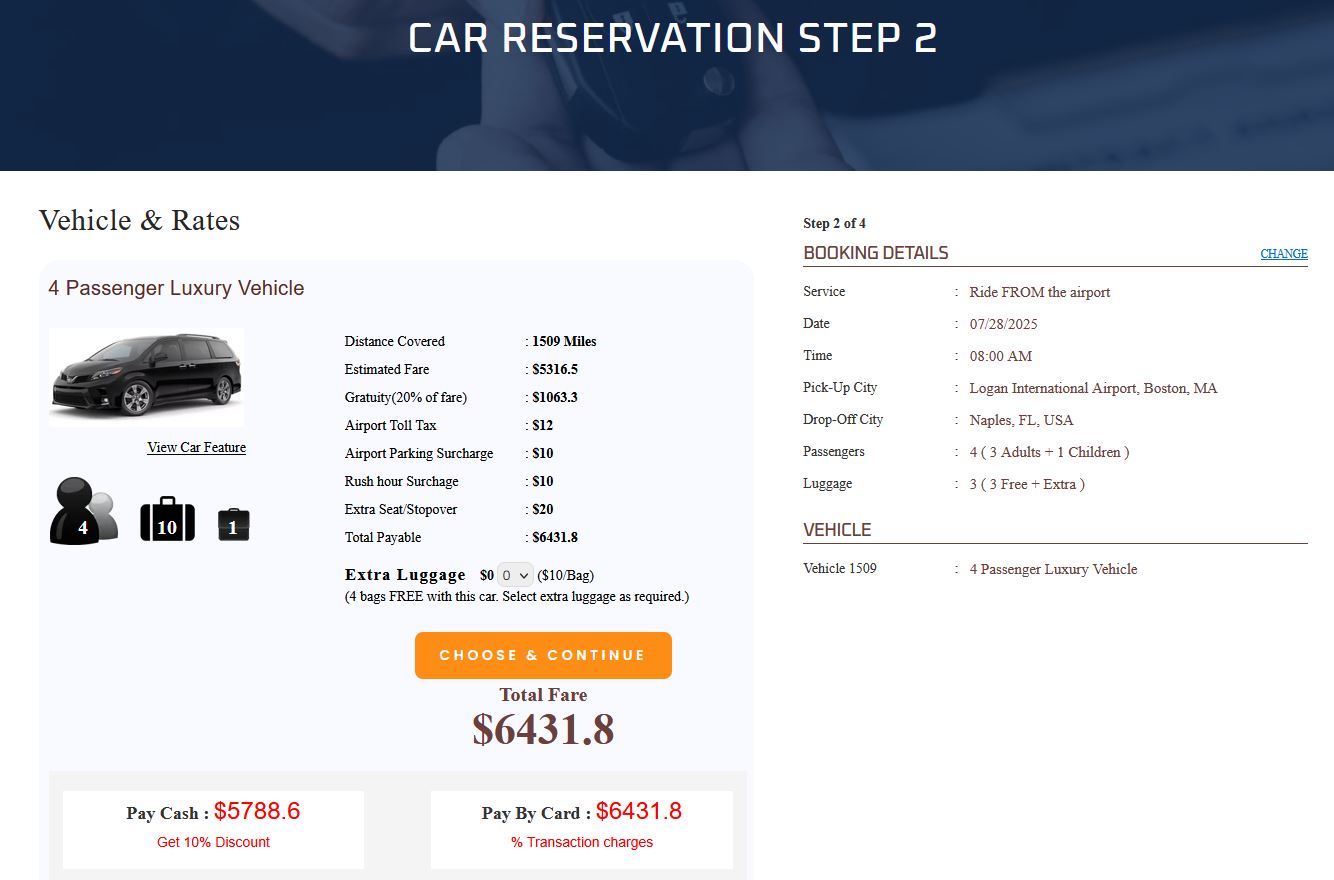 CAR RESERVATION STEP 2
Vehicle & Rates
4 Passenger Luxury Vehicle
View Car Feature
4 10 1
Distance Covered : 1509 Miles
Estimated Fare : $5316.5
Gratuity(20% of fare) : $1063.3
Airport Toll Tax : $12
Airport Parking Surcharge : $10
Rush hour Surchage : $10
Extra Seat/Stopover : $20
Total Payable : $6431.8
Extra Luggage $0 0 ($10/Bag)
(4 bags FREE with this car. Select extra luggage as required.)
CHOOSE & CONTINUE
Total Fare
$6431.8
Pay Cash : $5788.6
Get 10% Discount
Pay By Card : $6431.8
% Transaction charges
Step 2 of 4
BOOKING DETAILS CHANGE
Service : Ride FROM the airport
Date : 07/28/2025
Time : 08:00 AM
Pick-Up City : Logan International Airport, Boston, MA
Drop-Off City : Naples, FL, USA
Passengers : 4 ( 3 Adults + 1 Children )
Luggage : 3 ( 3 Free + Extra )
VEHICLE
Vehicle 1509 : 4 Passenger Luxury Vehicle